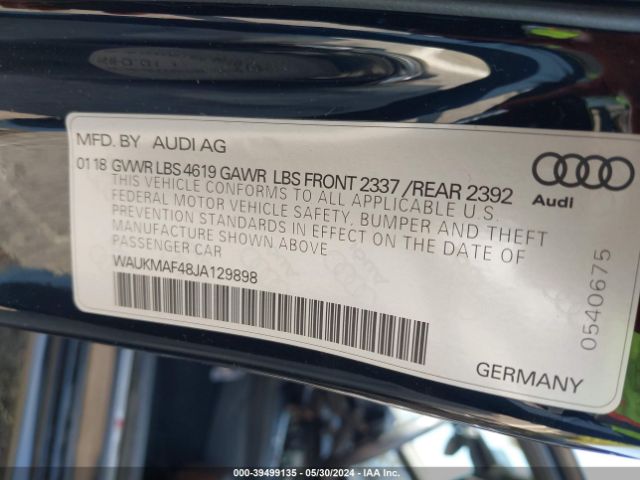 MFD. BY AUDI AG
01 18 GVWR LBS 4619 GAWR LBS FRONT 2337 /REAR 2392
THIS VEHICLE CONFORMS TO ALL APPLICABLE U.S.
FEDERAL MOTOR VEHICLE SAFETY, BUMPER AND THEFT
PREVENTION STANDARDS IN EFFECT ON THE DATE OF
MANUFACTURE SHOWN ABOVE
PASSENGER CAR
WAUKMAF48JA129898
Audi
0540675
GERMANY
000-39499135 - 05/30/2024 - IAA Inc.